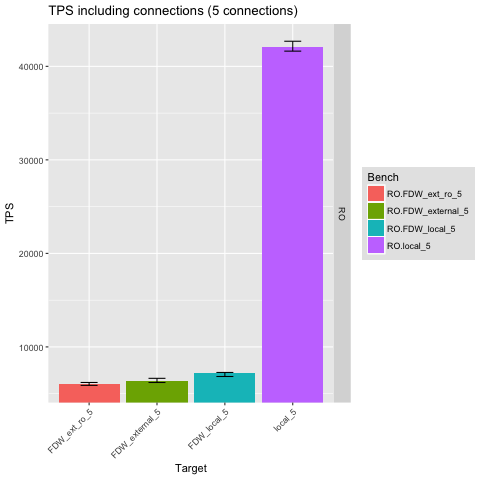 TPS including connections (5 connections)
40000
30000
20000
10000
TPS
RO
FDW_ext_ro_5
FDW_external_5
FDW_local_5
local_5
Target
Bench
RO.FDW_ext_ro_5
RO.FDW_external_5
RO.FDW_local_5
RO.local_5